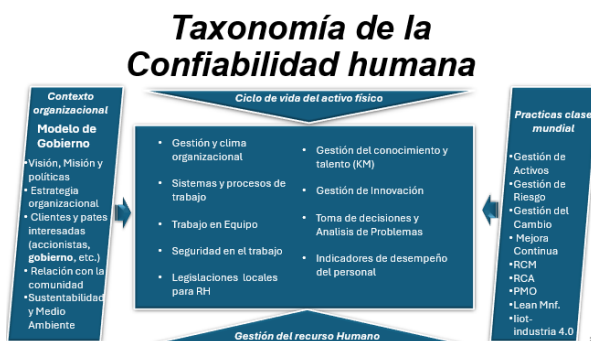 Taxonomía de la
Confiabilidad humana
Contexto
organizacional
Modelo de
Gobierno
•Visión, Misión y
políticas
• Estrategia
organizacional
• Clientes y pates
interesadas
(accionistas,
gobierno, etc.)
• Relación con la
comunidad
•Sustentabilidad
y Medio
Ambiente
Ciclo de vida del activo físico
• Gestión y clima
organizacional
• Sistemas y procesos de
trabajo
• Trabajo en Equipo
• Seguridad en el trabajo
• Legislaciones locales
para RH
• Gestión del conocimiento y
talento (KM)
• Gestión de Innovación
• Toma de decisiones y
Analisis de Problemas
• Indicadores de desempeño
del personal
Gestión del recurso Humano
Practicas clase
mundial
•Gestión de
Activos
•Gestión de
Riesgo
•Gestión del
Cambio
• Mejora
Continua
•RCM
•RCA
•PMO
•Lean Mnf.
•Iiot-
industria 4.0